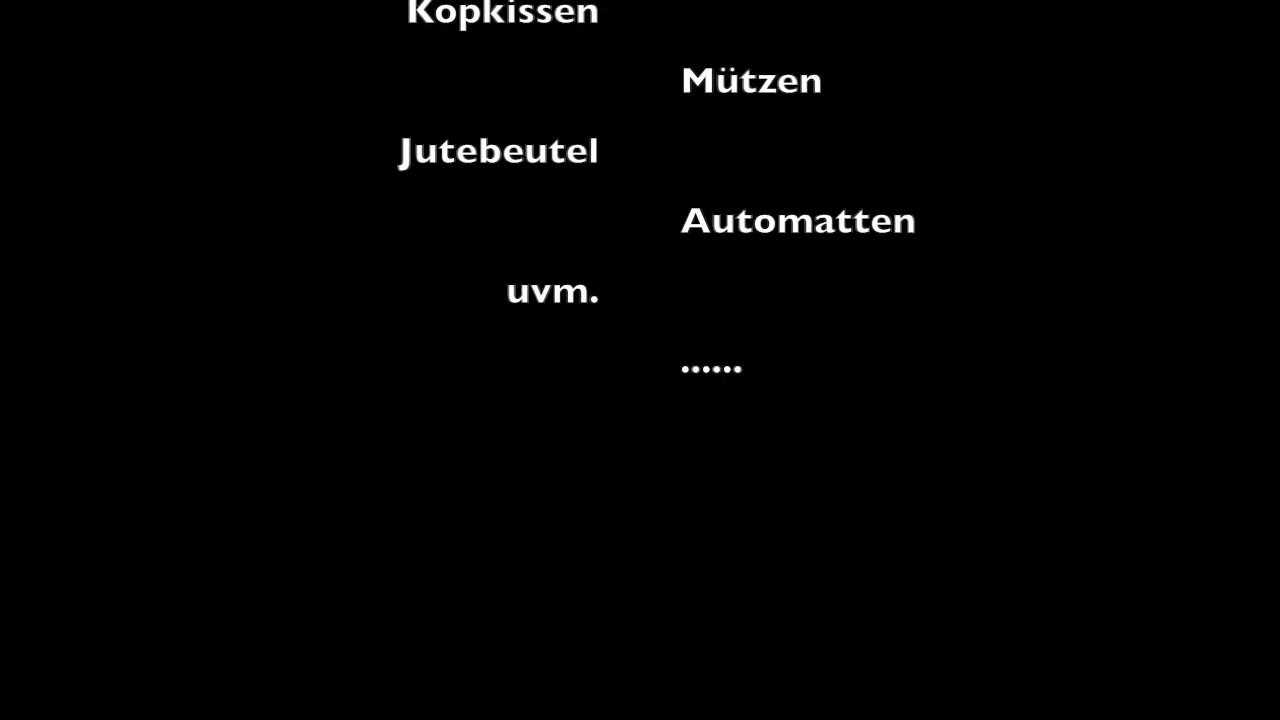 Kopkissen
Mützen
Jutebeutel
Automatten
uvm.
......